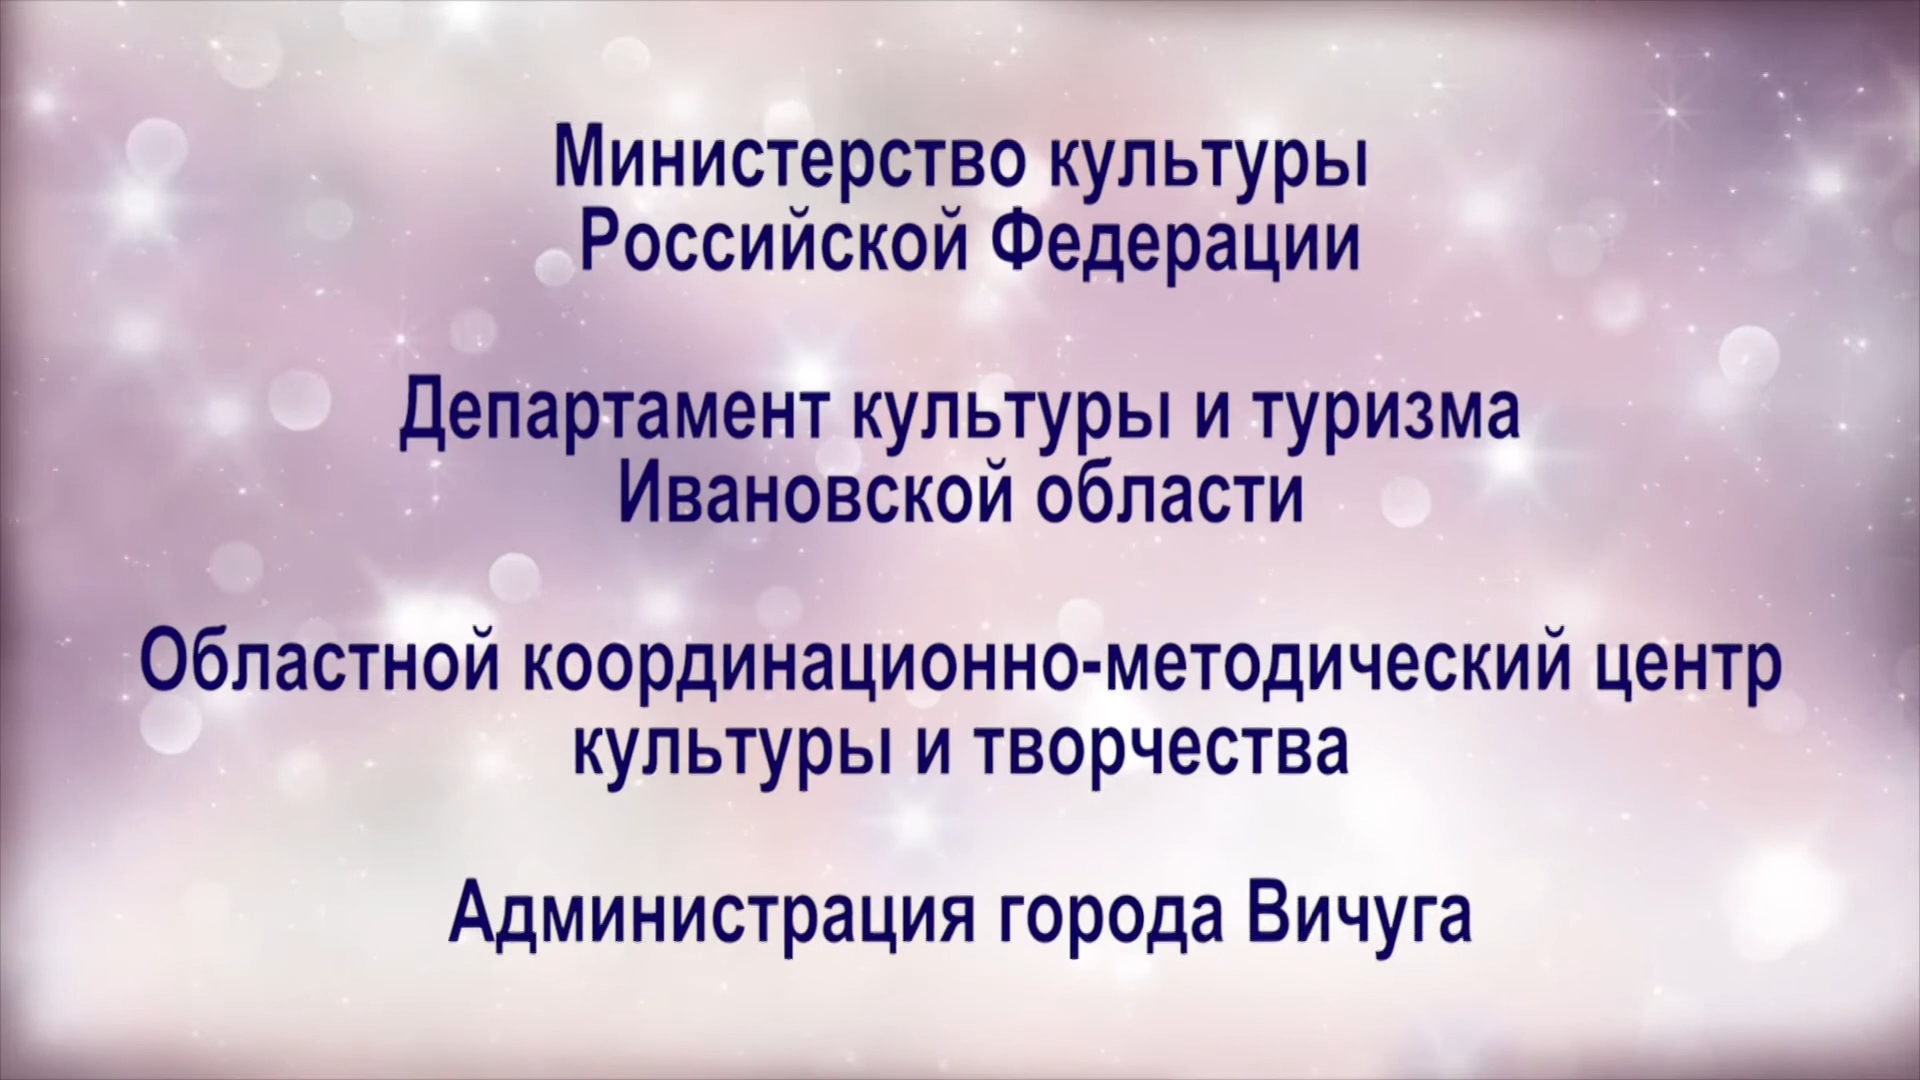 Министерство культуры
Российской Федерации
Департамент культуры и туризма
Ивановской области
Областной координационно-методический центр
культуры и творчества
Администрация города Вичуга